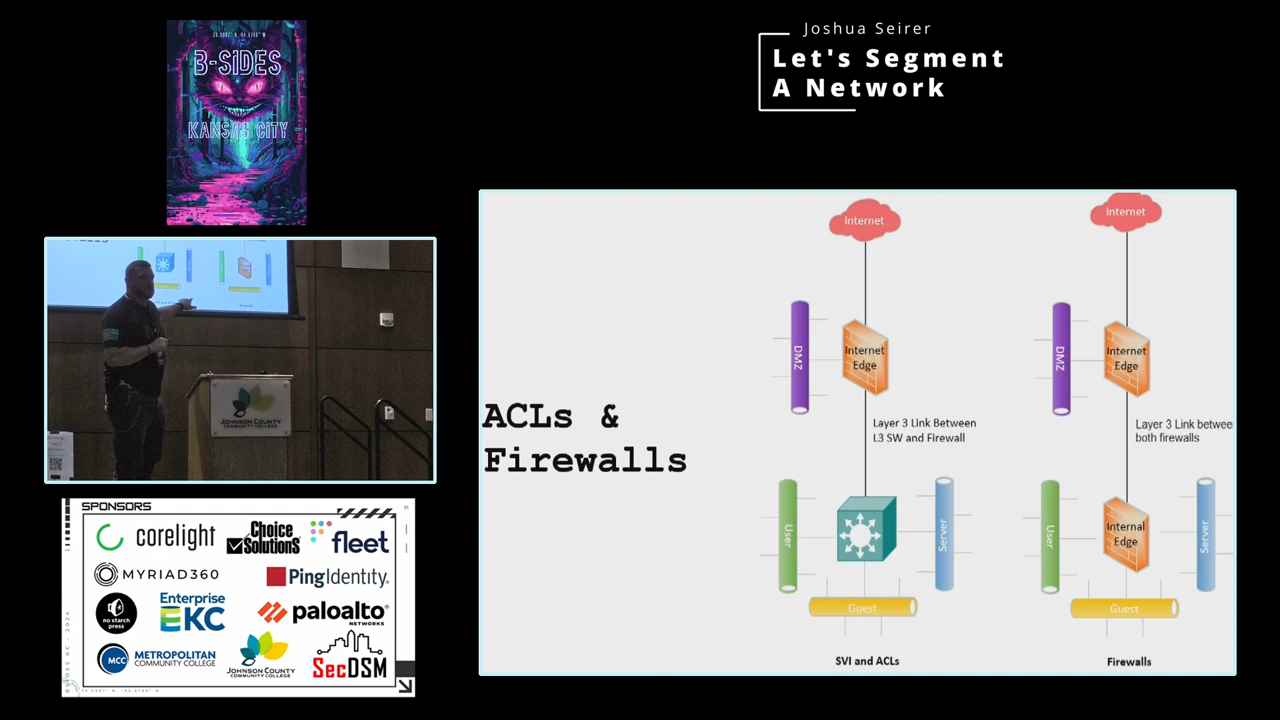 Joshua Seirer
Let's Segment
A Network
B-SIDES
KANSAS CITY
JOHNSON COUNTY
COMMUNITY COLLEGE
SPONSORS
corelight
Choice
Solutions
fleet
MYRIAD360
PingIdentity
no starch
press
Enterprise
EKC
paloalto
NETWORKS
MCC
METROPOLITAN
COMMUNITY COLLEGE
JOHNSON COUNTY
COMMUNITY COLLEGE
SecDSM
ACLs &
Firewalls
Internet
DMZ
Internet
Edge
Layer 3 Link Between
L3 SW and Firewall
User
Server
Guest
SVI and ACLs
Internet
DMZ
Internet
Edge
Layer 3 Link betwee
both firewalls
User
Internal
Edge
Server
Guest
Firewalls